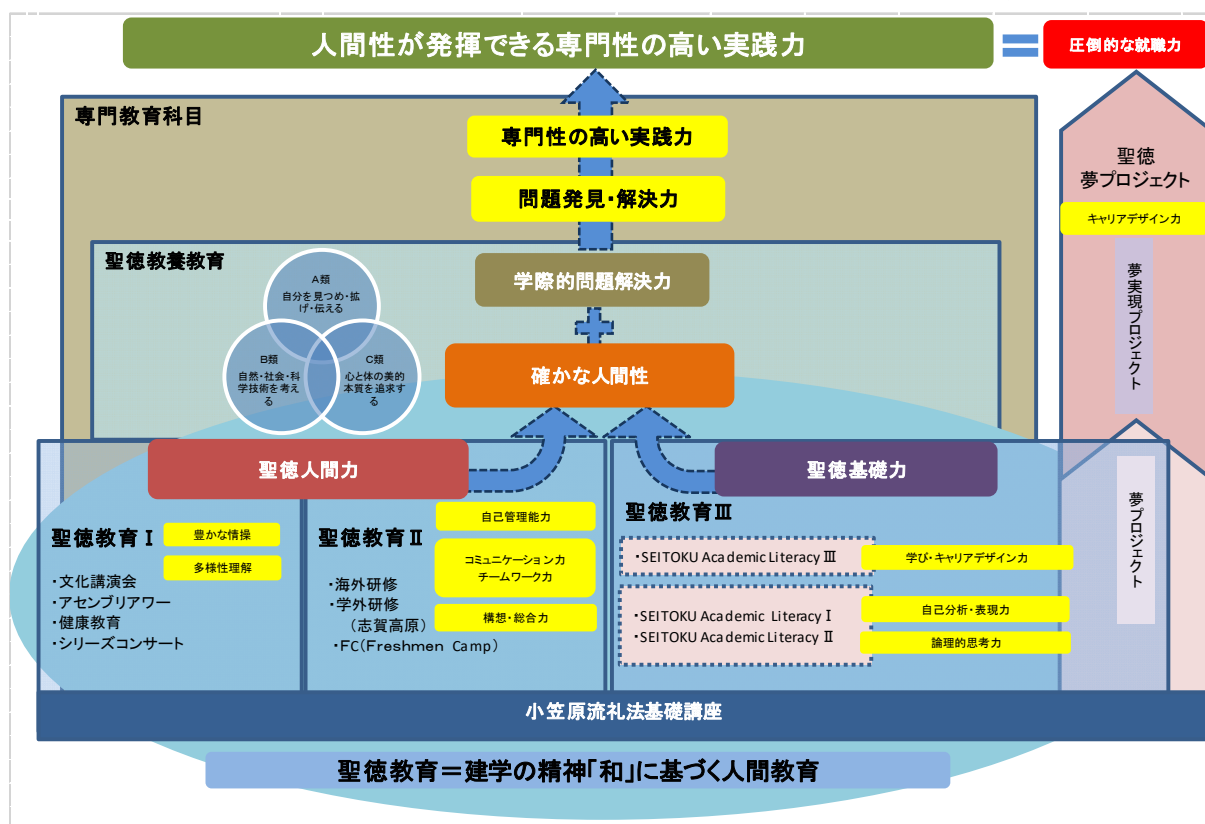 人間性が発揮できる専門性の高い実践力
圧倒的な就職力
専門教育科目
専門性の高い実践力
問題発見・解決力
聖徳
夢プロジェクト
キャリアデザイン力
夢実現プロジェクト
夢プロジェクト
聖徳教養教育
A類
自分を見つめ・拡
げ・伝える
B類
自然・社会・科
学技術を考え
る
C類
心と体の美的
本質を追求す
る
学際的問題解決力
確かな人間性
聖徳人間力
聖徳基礎力
聖徳教育Ⅰ
豊かな情操
多様性理解
・文化講演会
・アセンブリアワー
・健康教育
・シリーズコンサート
聖徳教育Ⅱ
自己管理能力
コミュニケーション力
チームワーク力
構想・総合力
・海外研修
・学外研修
（志賀高原）
・FC(Freshmen Camp)
聖徳教育Ⅲ
・SEITOKU Academic Literacy Ⅲ
学び・キャリアデザイン力
・SEITOKU Academic Literacy Ⅰ
・SEITOKU Academic Literacy Ⅱ
自己分析・表現力
論理的思考力
小笠原流礼法基礎講座
聖徳教育＝建学の精神「和」に基づく人間教育